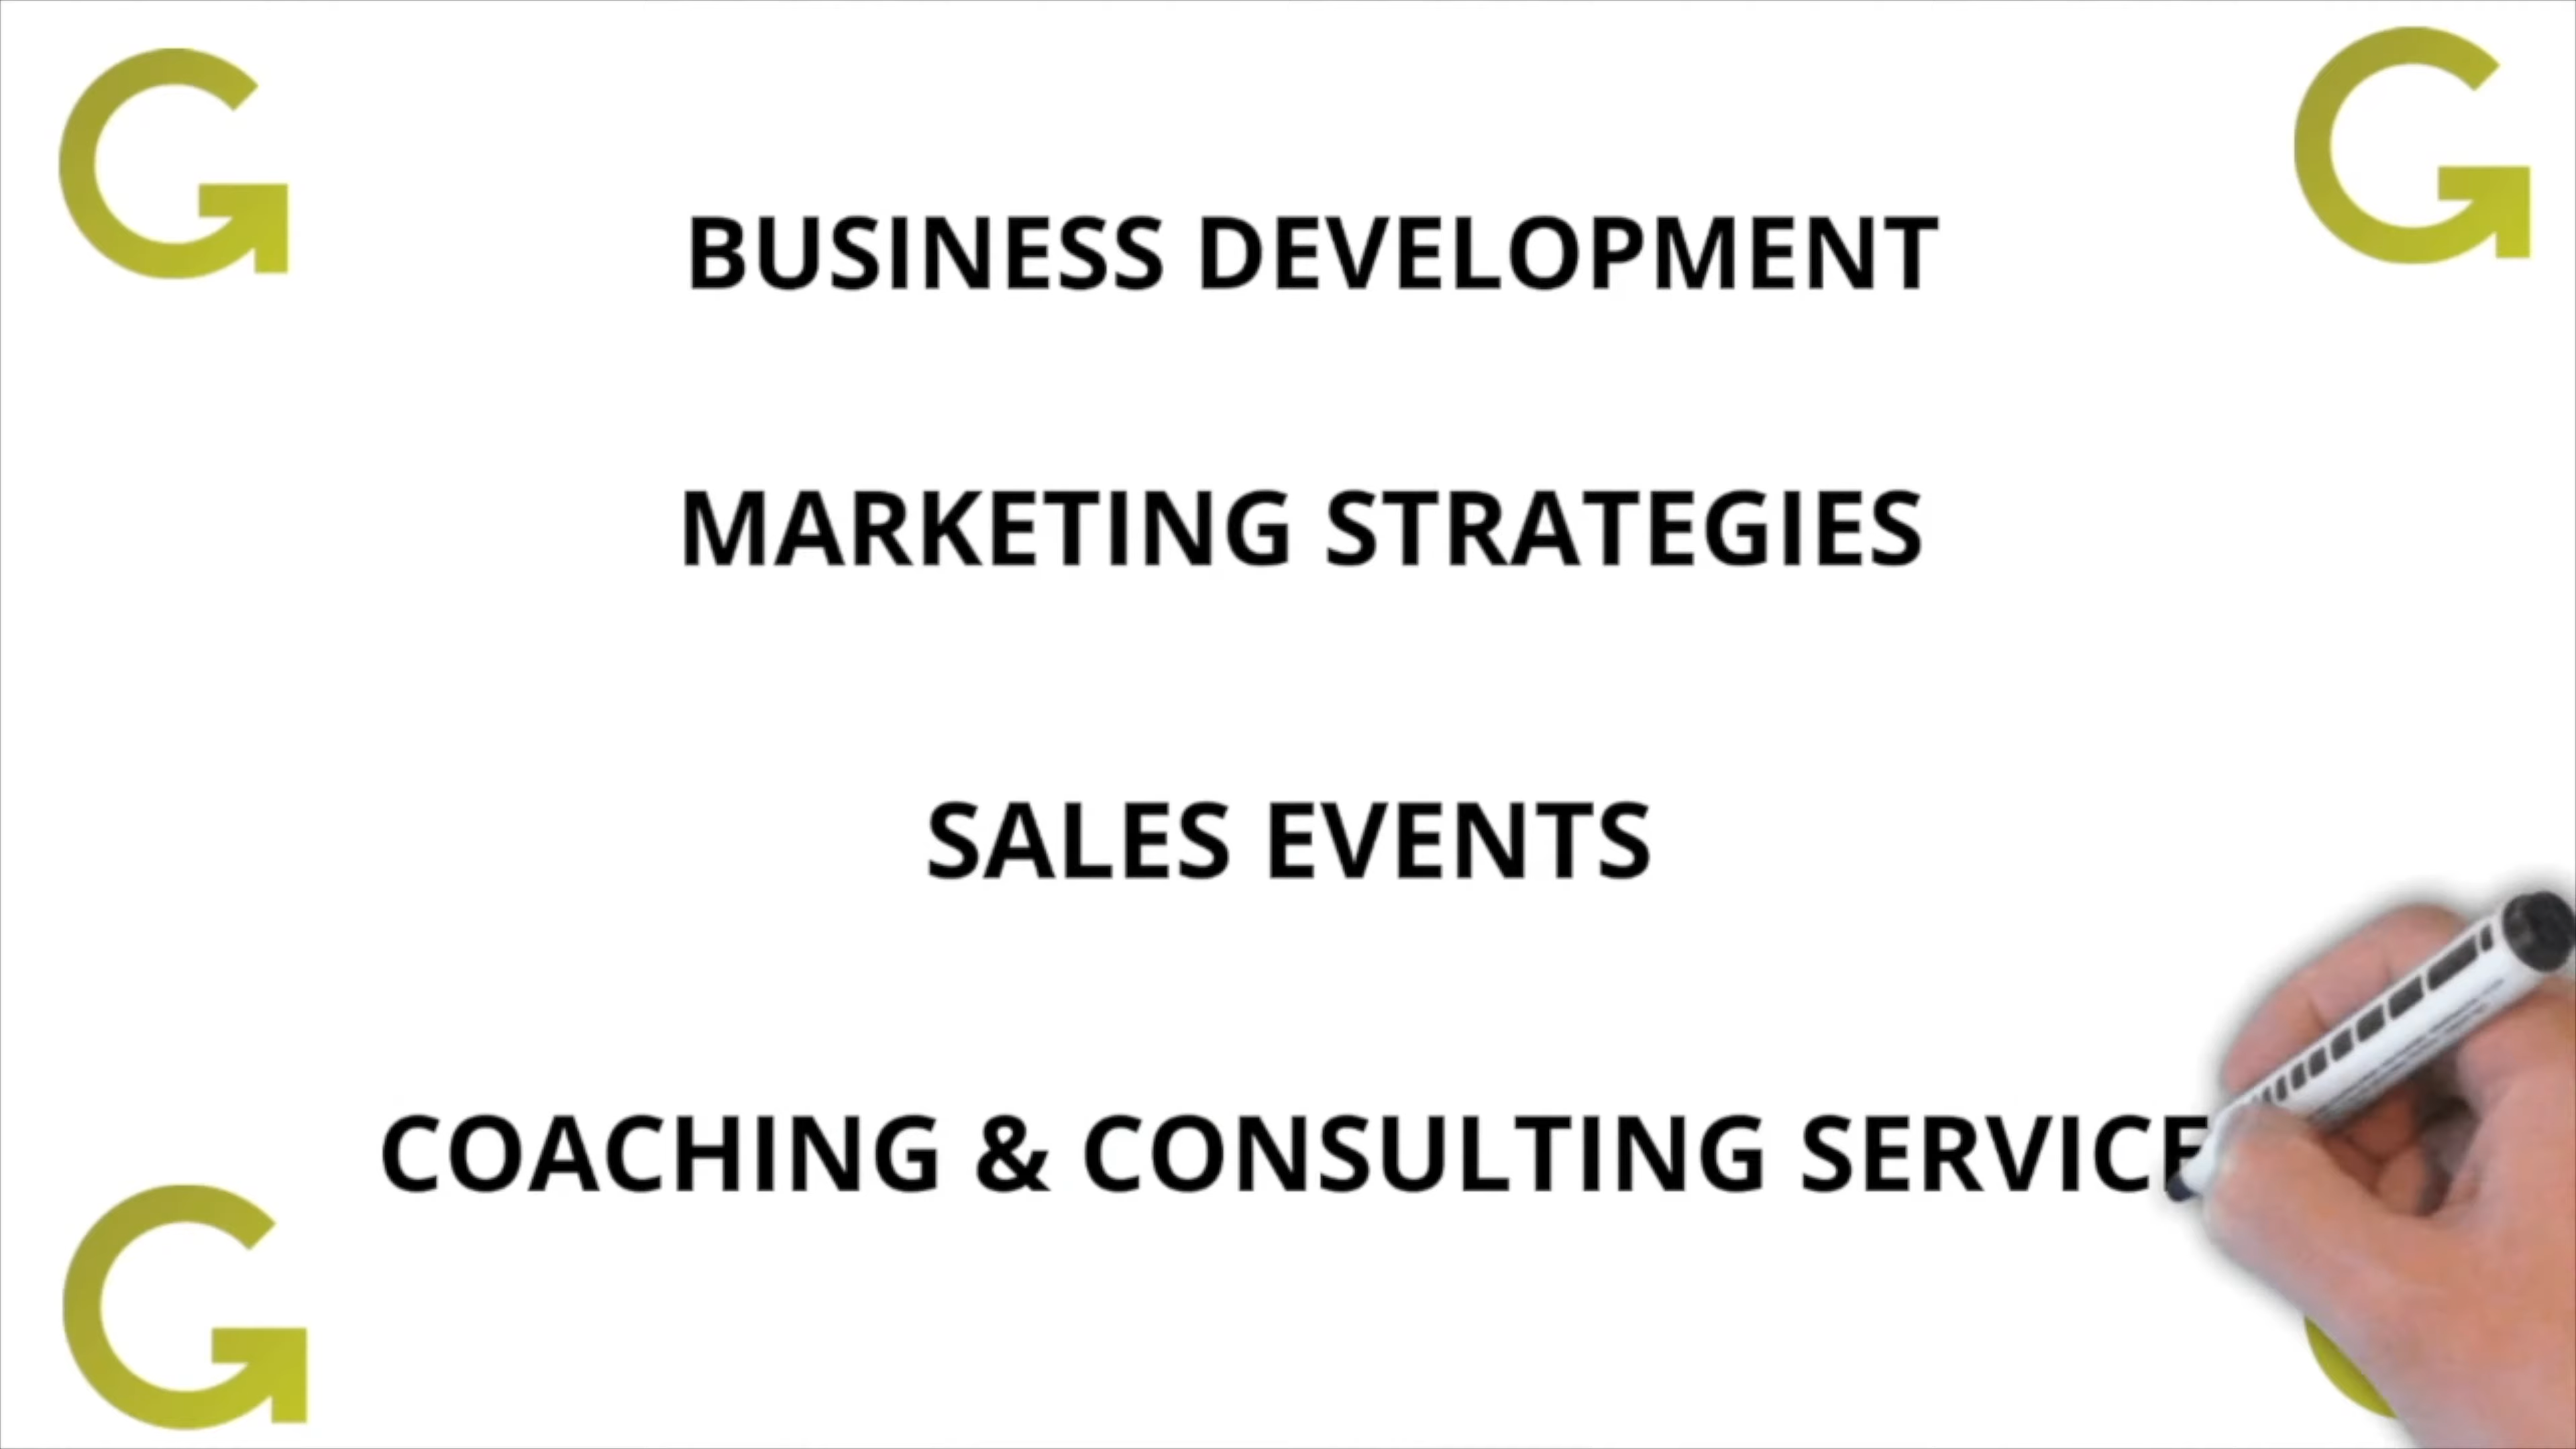 BUSINESS DEVELOPMENT
MARKETING STRATEGIES
SALES EVENTS
COACHING & CONSULTING SERVICE